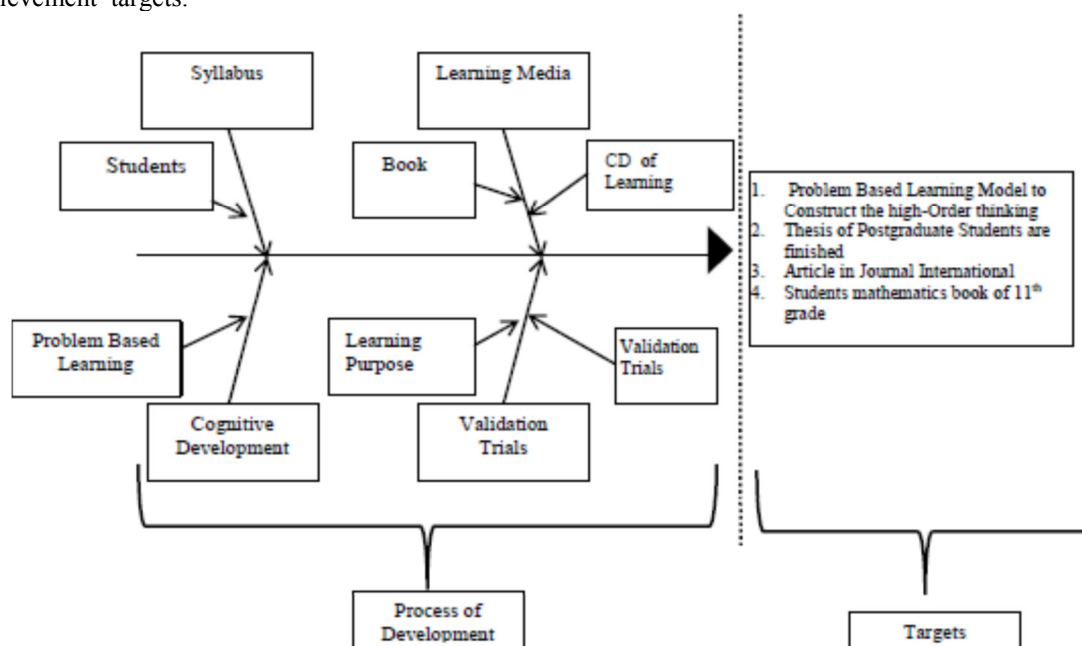 ievement targets.
Syllabus
Learning Media
Students
Book
CD of
Learning
1. Problem Based Learning Model to
Construct the high-Order thinking
2. Thesis of Postgraduate Students are
finished
3. Article in Journal International
4. Students mathematics book of 11th
grade
Problem Based
Learning
Learning
Purpose
Validation
Trials
Cognitive
Development
Validation
Trials
Process of
Development
Targets